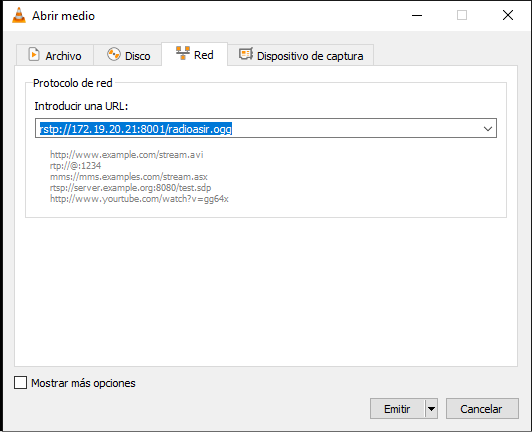 Abrir medio
Archivo Disco Red Dispositivo de captura
Protocolo de red
Introducir una URL:
rstp://172.19.20.21:8001/radioasir.ogg
http://www.example.com/stream.avi
rtp://@:1234
mms://mms.examples.com/stream.asx
rtsp://server.example.org:8080/test.sdp
http://www.yourtube.com/watch?v=gg64x
Mostrar más opciones
Emitir Cancelar